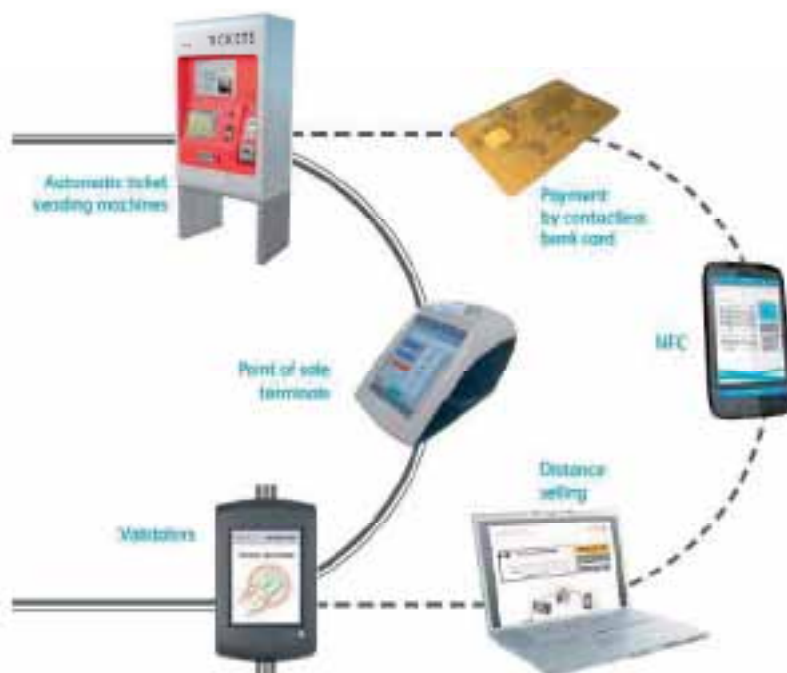 TICKETS
Automatic ticket
vending machines
Payment
by contactless
bank card
NFC
Point of sale
terminals
Distance
selling
Validators